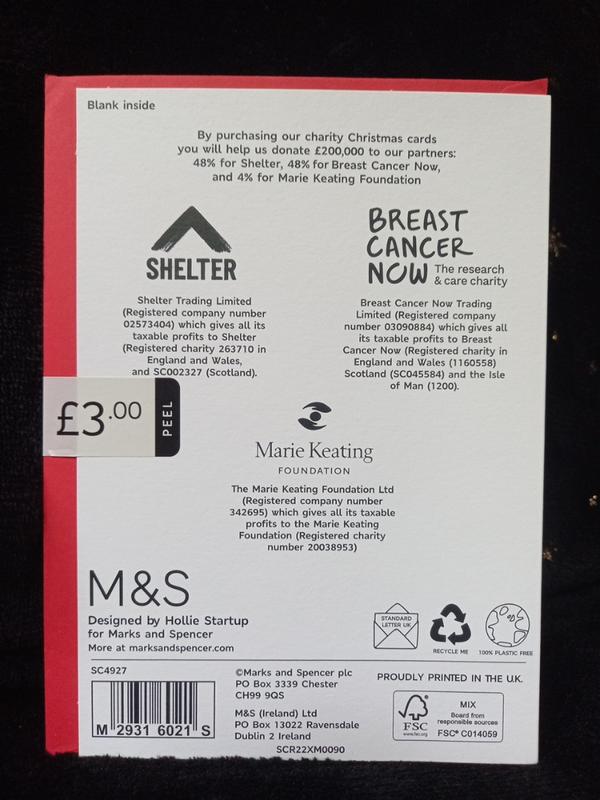 Blank inside
By purchasing our charity Christmas cards
you will help us donate £200,000 to our partners:
48% for Shelter, 48% for Breast Cancer Now,
and 4% for Marie Keating Foundation
SHELTER
Shelter Trading Limited
(Registered company number
02573404) which gives all its
taxable profits to Shelter
(Registered charity 263710 in
England and Wales,
and SC002327 (Scotland).
BREAST
CANCER
NOW The research
& care charity
Breast Cancer Now Trading
Limited (Registered company
number 03090884) which gives all
its taxable profits to Breast
Cancer Now (Registered charity in
England and Wales (1160558)
Scotland (SC045584) and the Isle
of Man (1200).
£3.00
PEEL
Marie Keating
FOUNDATION
The Marie Keating Foundation Ltd
(Registered company number
342695) which gives all its taxable
profits to the Marie Keating
Foundation (Registered charity
number 20038953)
M&S
Designed by Hollie Startup
for Marks and Spencer
More at marksandspencer.com
STANDARD
LETTER UK
RECYCLE ME
100% PLASTIC FREE
SC4927
M 2931 6021 S
©Marks and Spencer plc
PO Box 3339 Chester
CH99 9QS
M&S (Ireland) Ltd
PO Box 13022 Ravensdale
Dublin 2 Ireland
SCR22XM0090
PROUDLY PRINTED IN THE U.K.
FSC
www.fsc.org
MIX
Board from
responsible sources
FSC® C014059